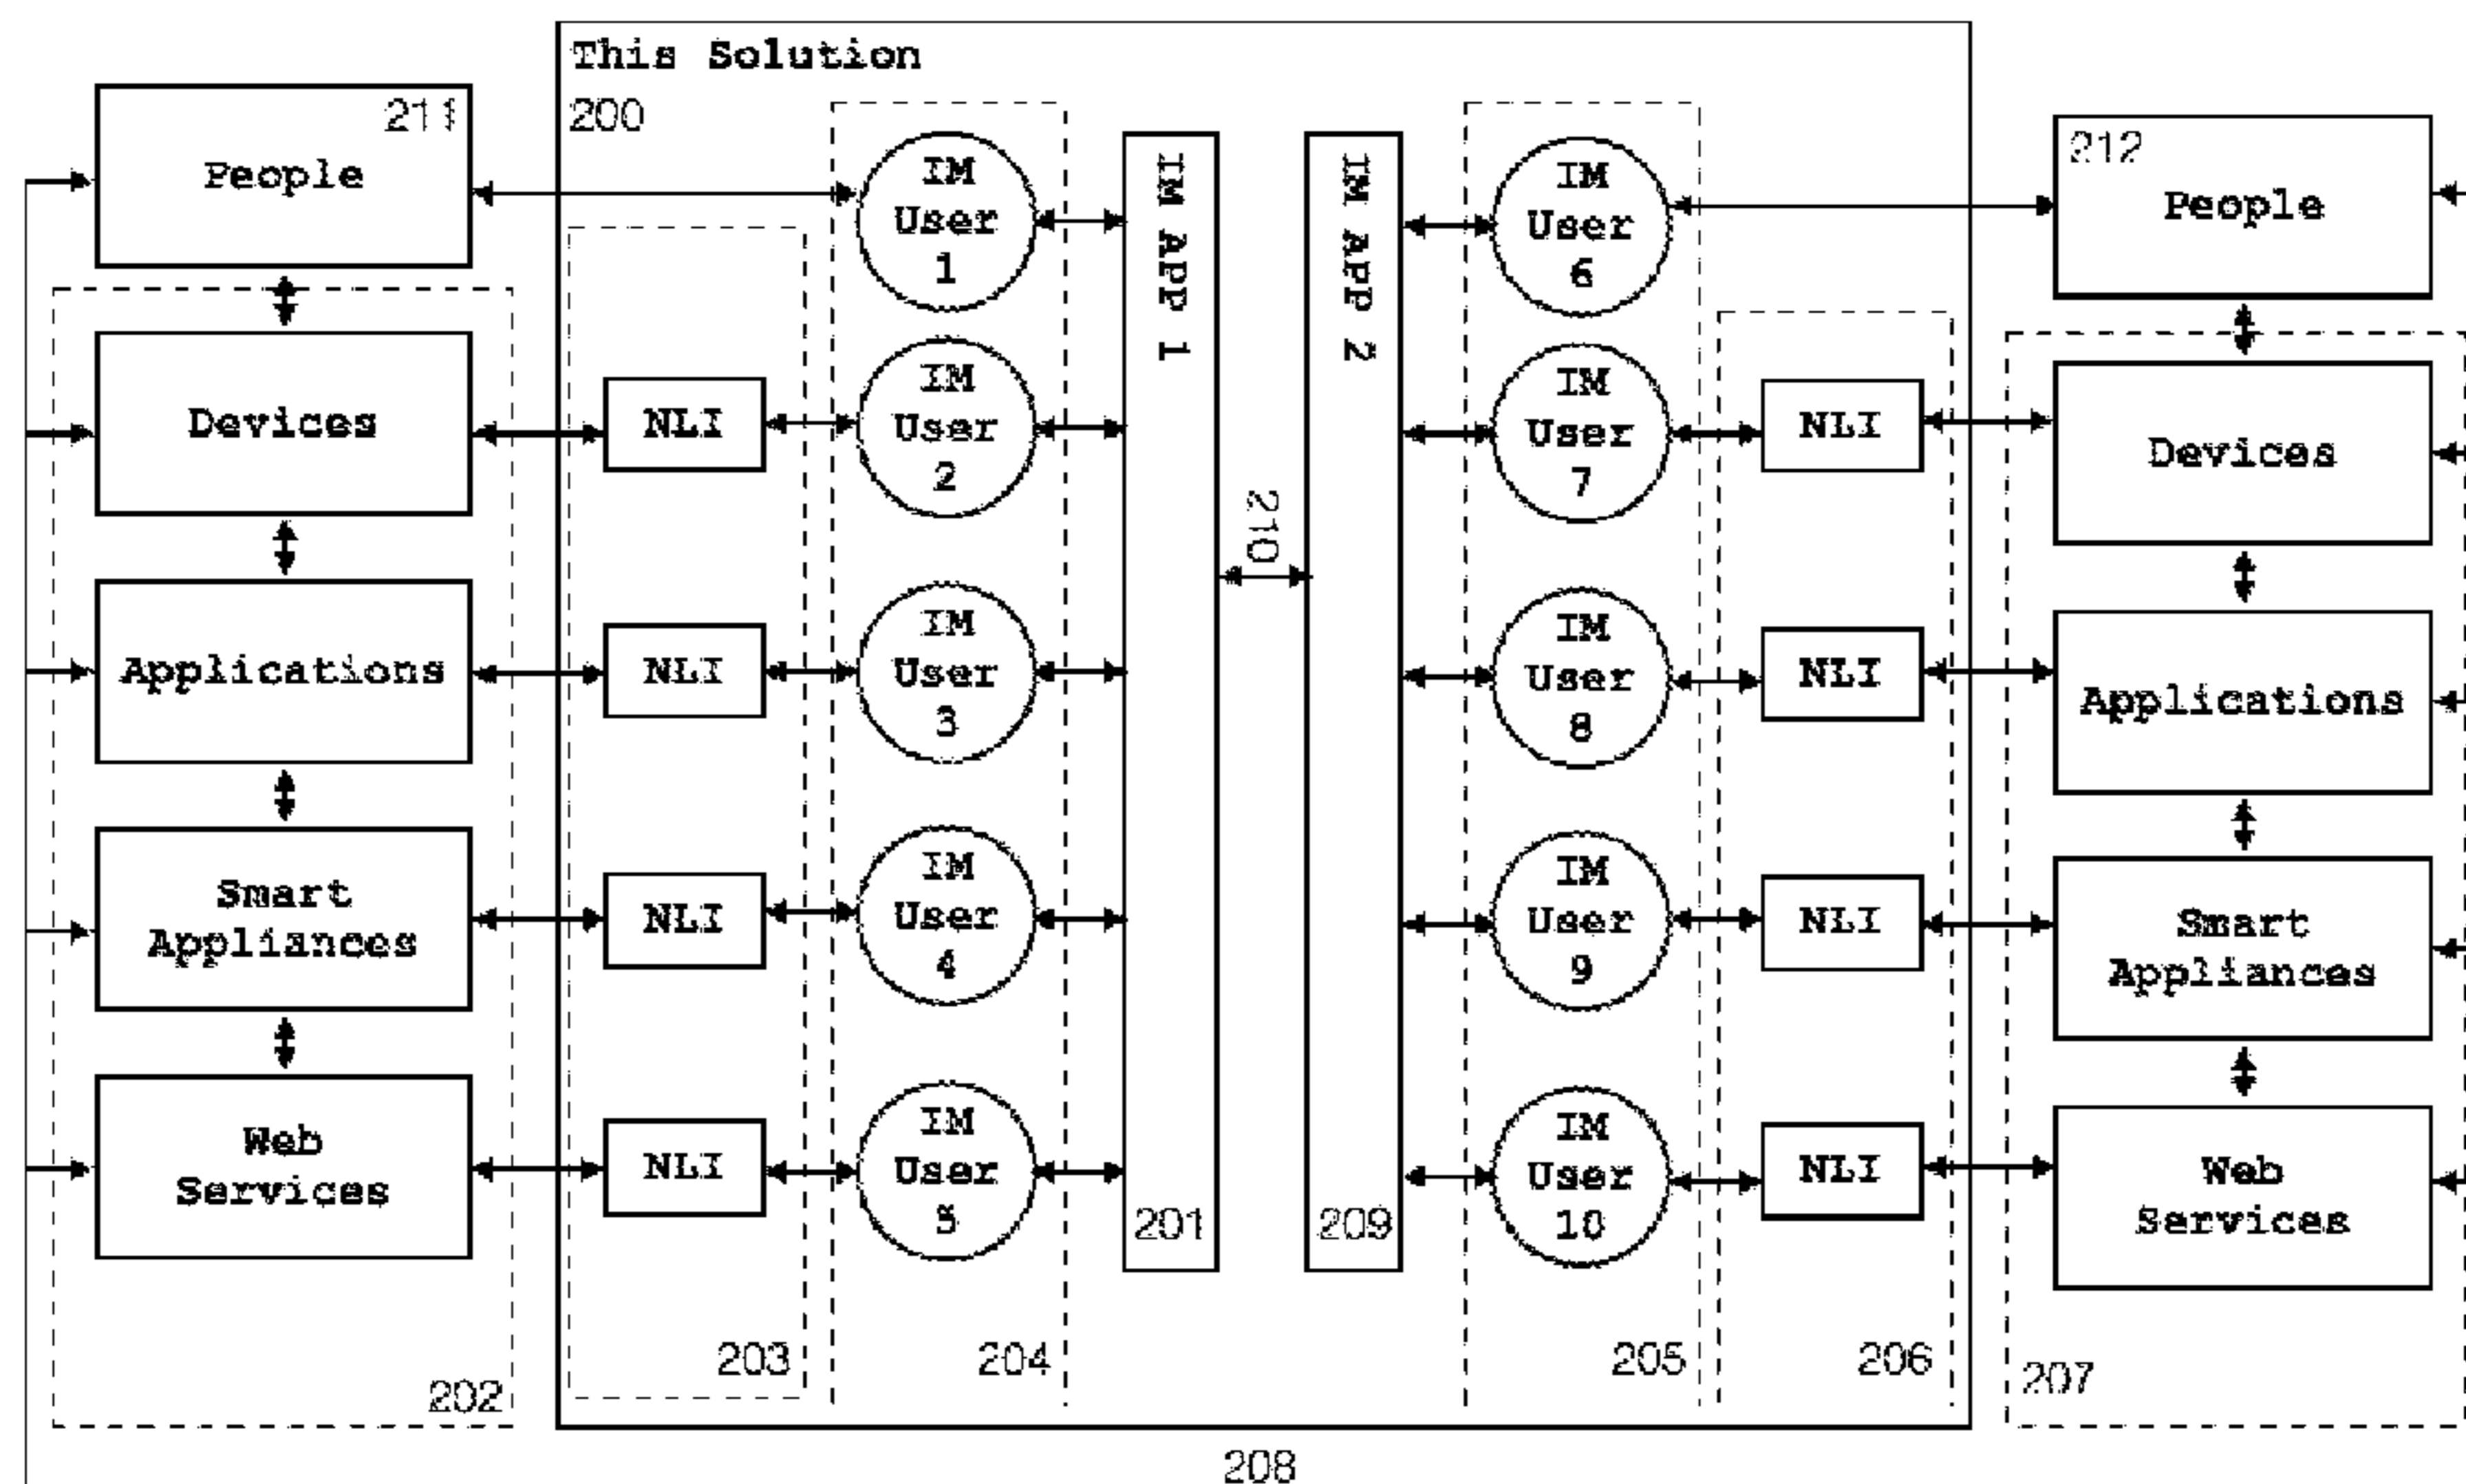 This Solution
200
211
People
Devices
Applications
Smart
Appliances
Web
Services
202
NLI
NLI
NLI
NLI
203
IM
User
1
IM
User
2
IM
User
3
IM
User
4
IM
User
5
204
IM APP 1
201
210
IM APP 2
209
IM
User
6
IM
User
7
IM
User
8
IM
User
9
IM
User
10
205
NLI
NLI
NLI
NLI
206
212
People
Devices
Applications
Smart
Appliances
Web
Services
207
208